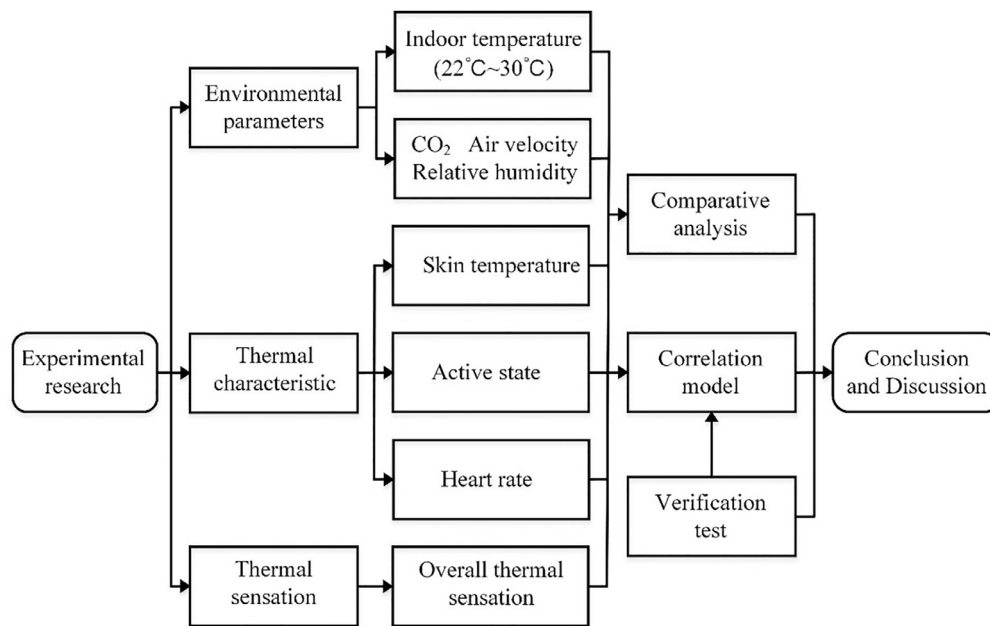 Experimental
research
Environmental
parameters
Thermal
characteristic
Thermal
sensation
Indoor temperature
(22°C~30°C)
CO₂ Air velocity
Relative humidity
Skin temperature
Active state
Heart rate
Overall thermal
sensation
Comparative
analysis
Correlation
model
Verification
test
Conclusion
and Discussion